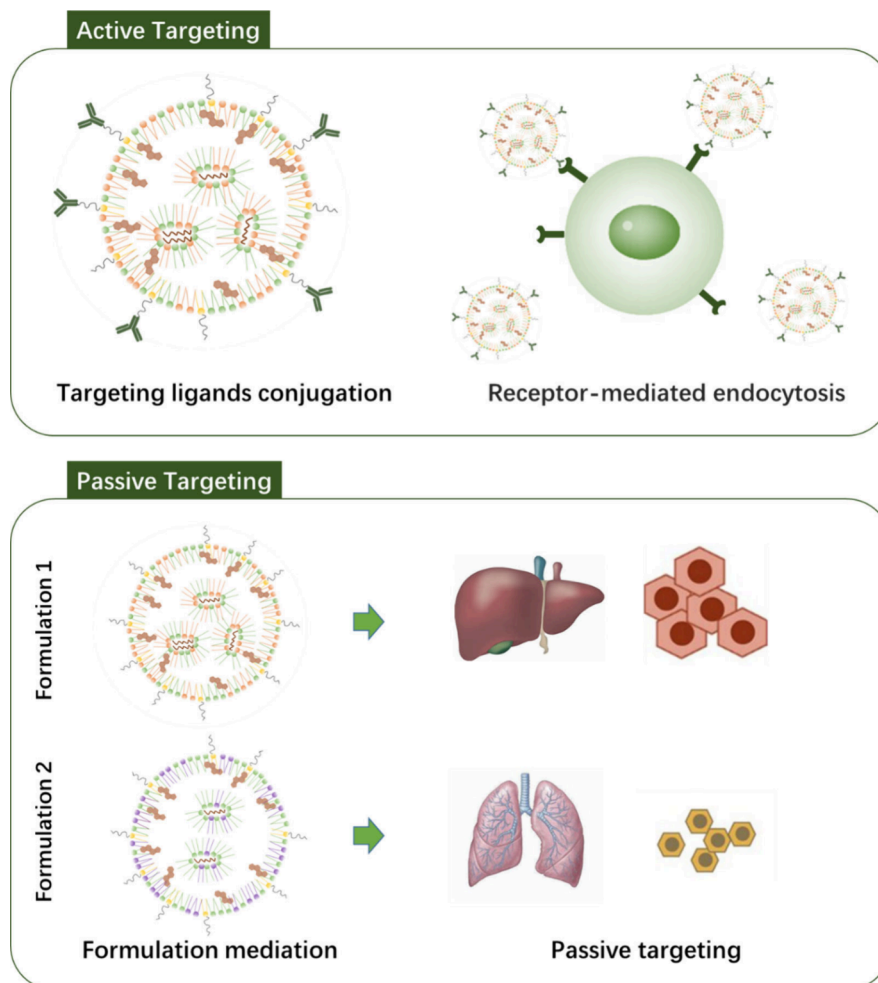 Active Targeting
Targeting ligands conjugation
Receptor-mediated endocytosis
Passive Targeting
Formulation 1
Formulation 2
Formulation mediation
Passive targeting